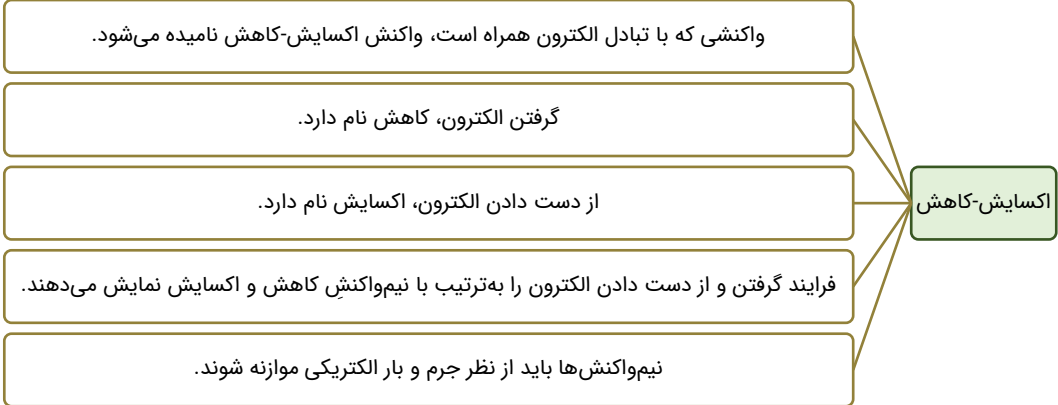 اکسایش-کاهش
واکنشی که با تبادل الکترون همراه است، واکنش اکسایش-کاهش نامیده می‌شود.
گرفتن الکترون، کاهش نام دارد.
از دست دادن الکترون، اکسایش نام دارد.
فرایند گرفتن و از دست دادن الکترون را به‌ترتیب با نیم‌واکنشِ کاهش و اکسایش نمایش می‌دهند.
نیم‌واکنش‌ها باید از نظر جرم و بار الکتریکی موازنه شوند.